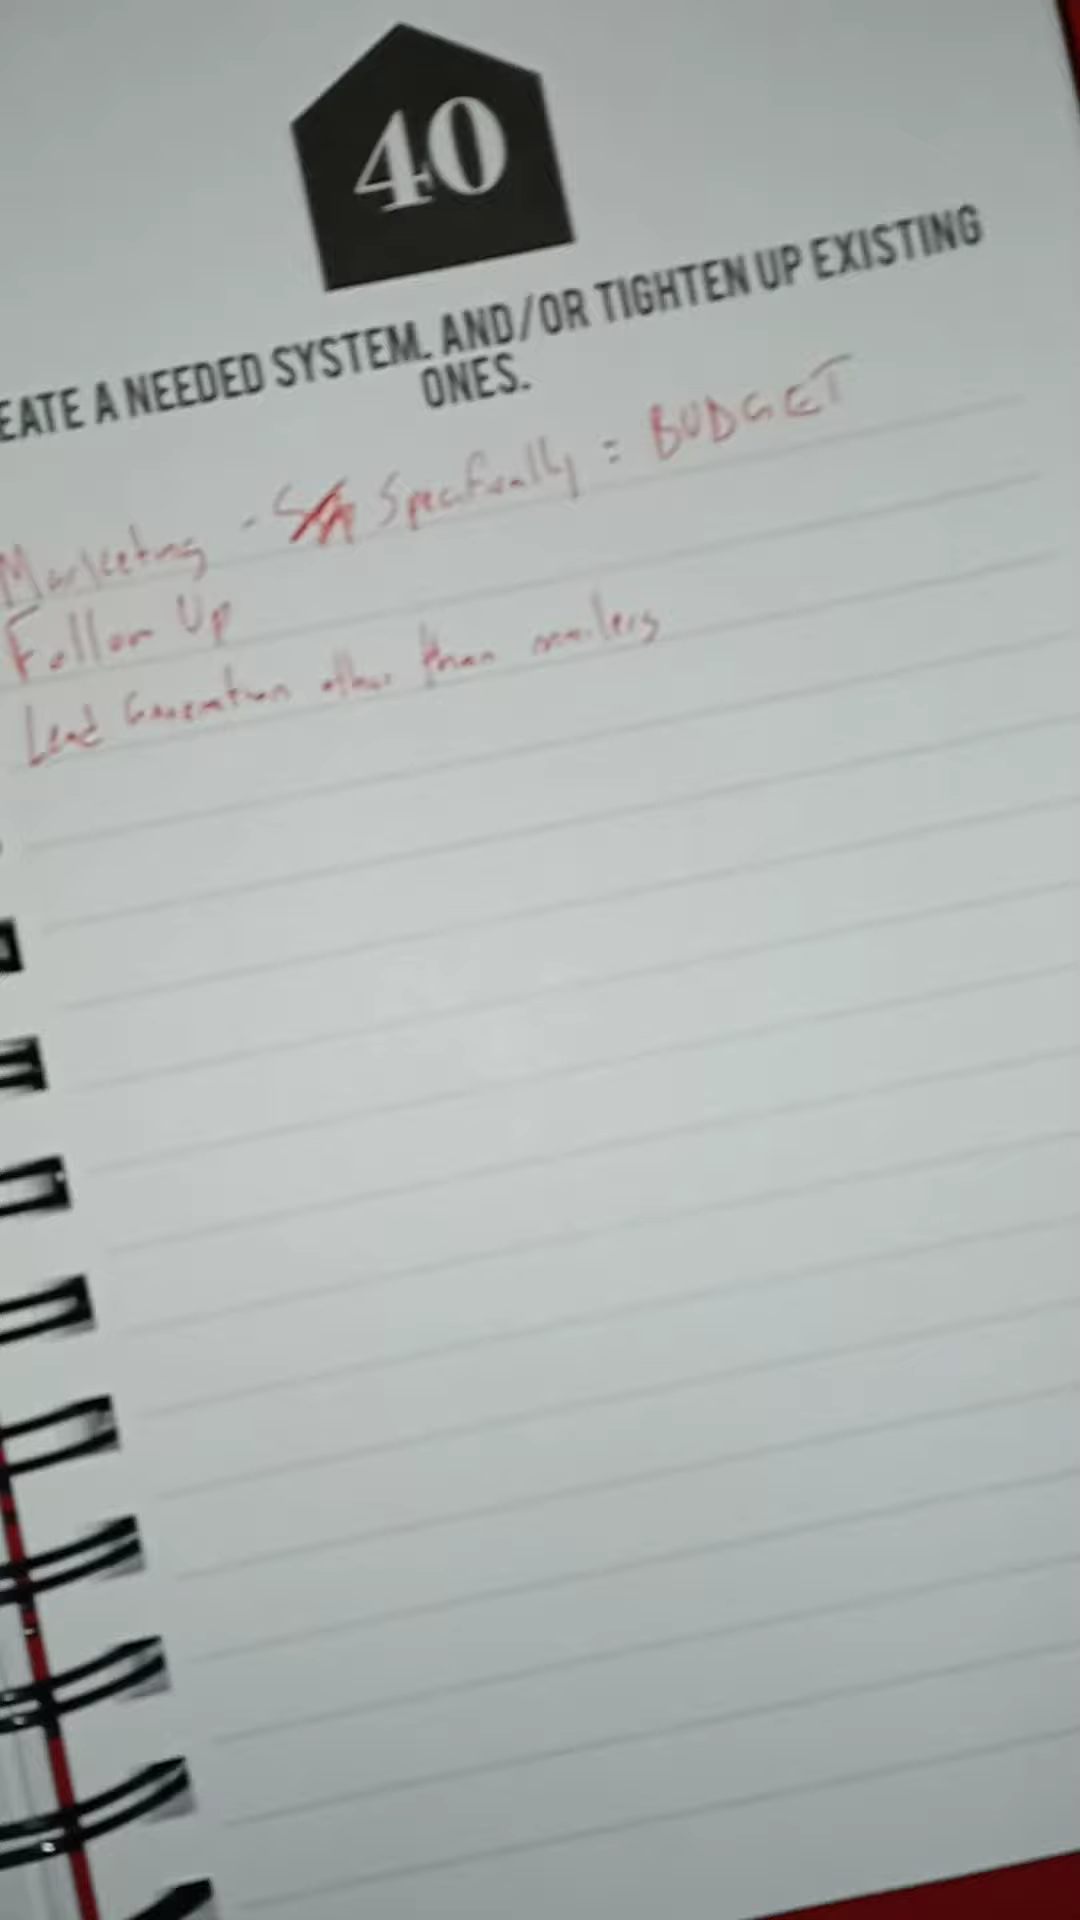 40
EATE A NEEDED SYSTEM. AND/OR TIGHTEN UP EXISTING
ONES.
Marketing - Specifically : BUDGET
Follow Up
Lead Generation other than mailers